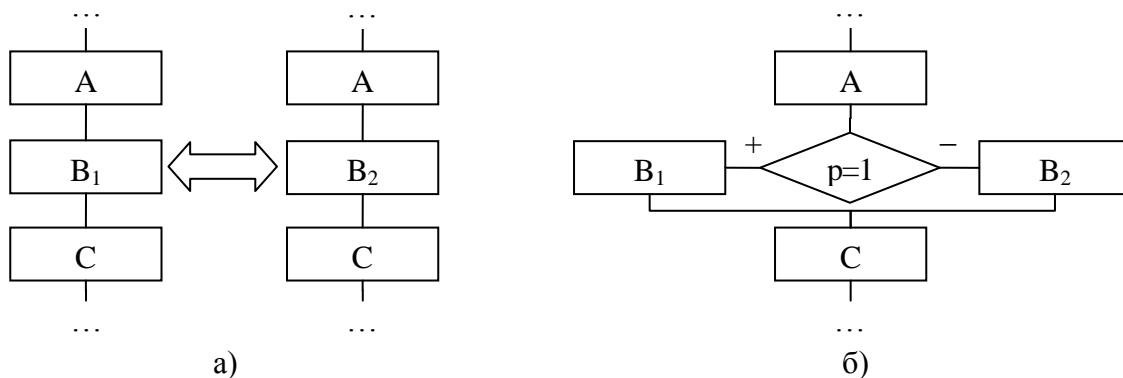 … … …
A A A
B₁ B₂ B₁ + p=1 − B₂
C C C
… … …
а) б)